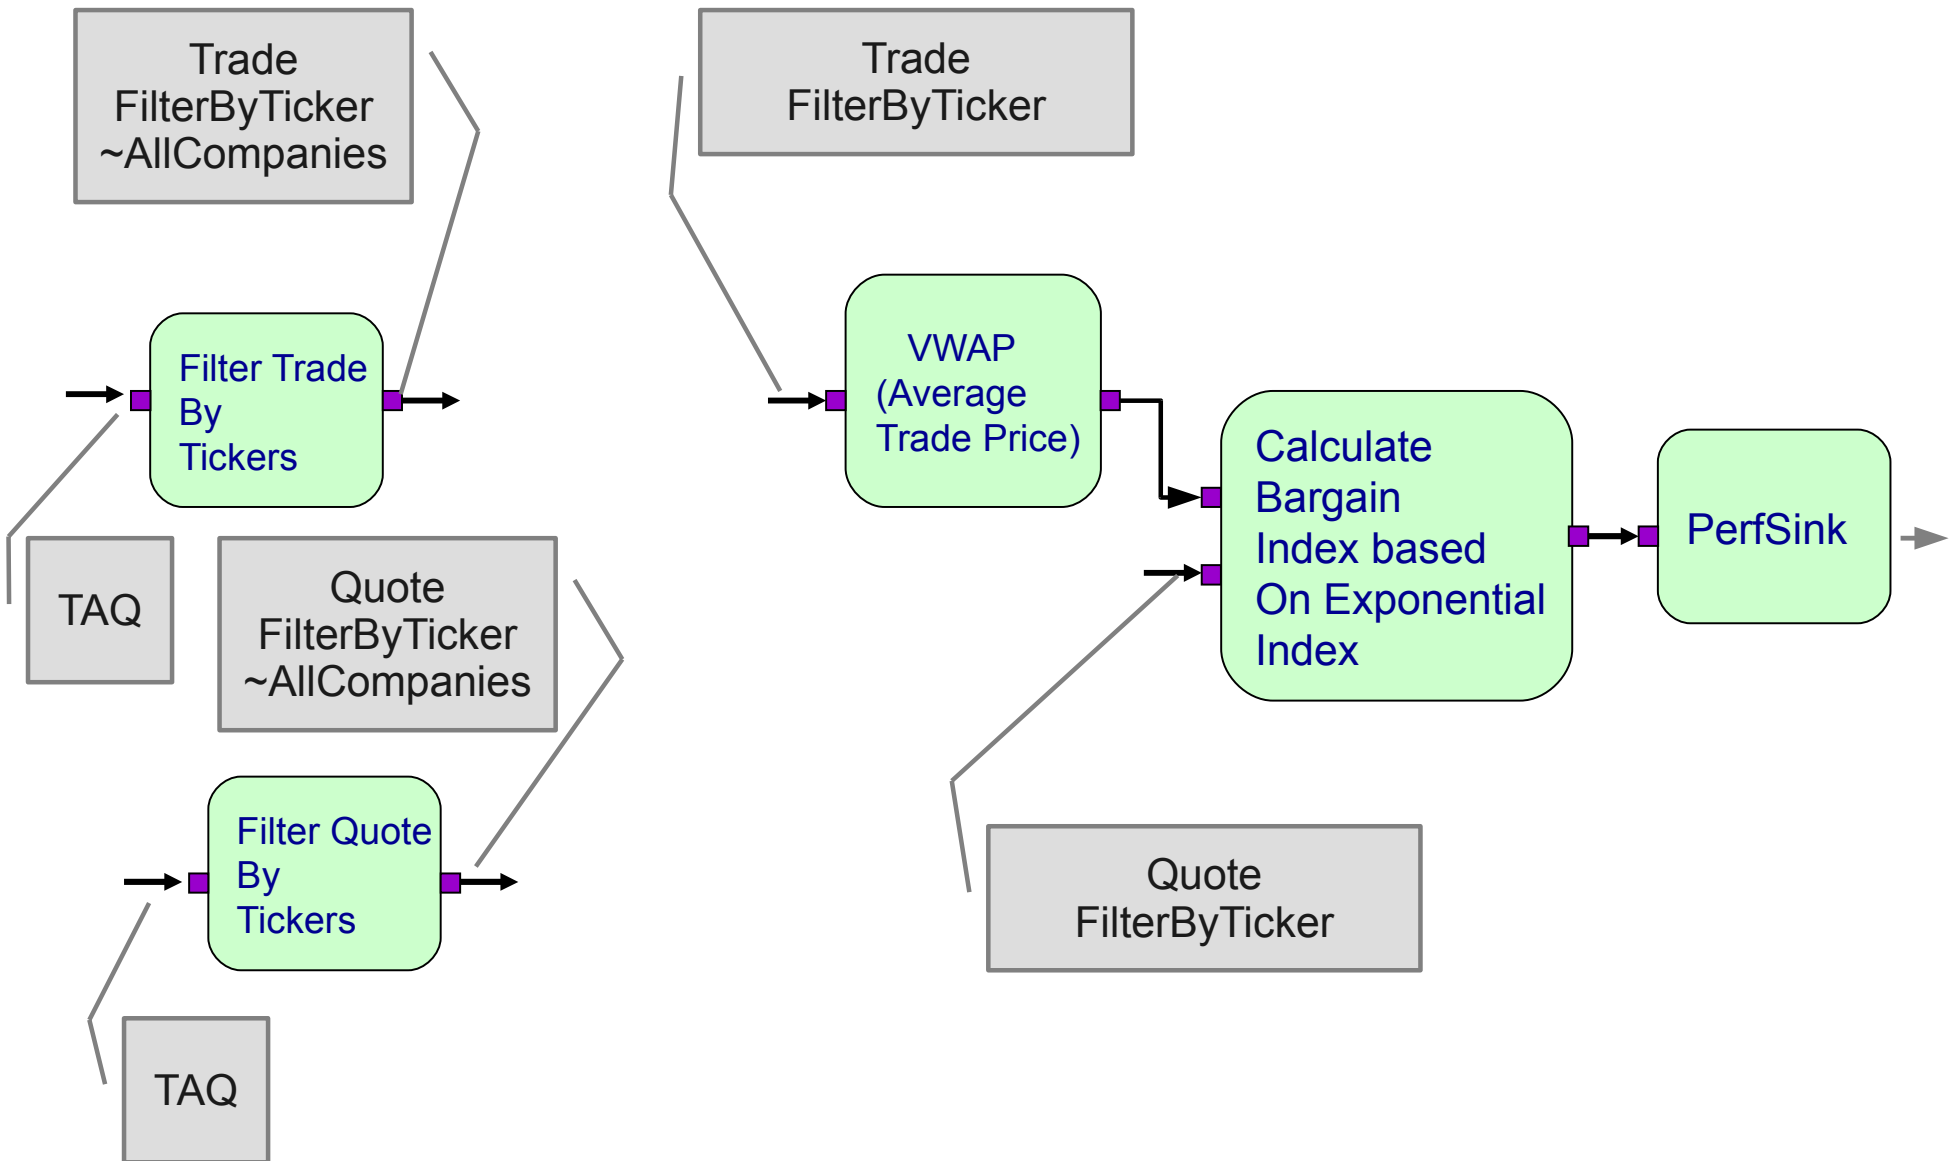 Trade
FilterByTicker
~AllCompanies
Trade
FilterByTicker
Filter Trade
By
Tickers
VWAP
(Average
Trade Price)
Calculate
Bargain
Index based
On Exponential
Index
PerfSink
TAQ
Quote
FilterByTicker
~AllCompanies
Filter Quote
By
Tickers
Quote
FilterByTicker
TAQ